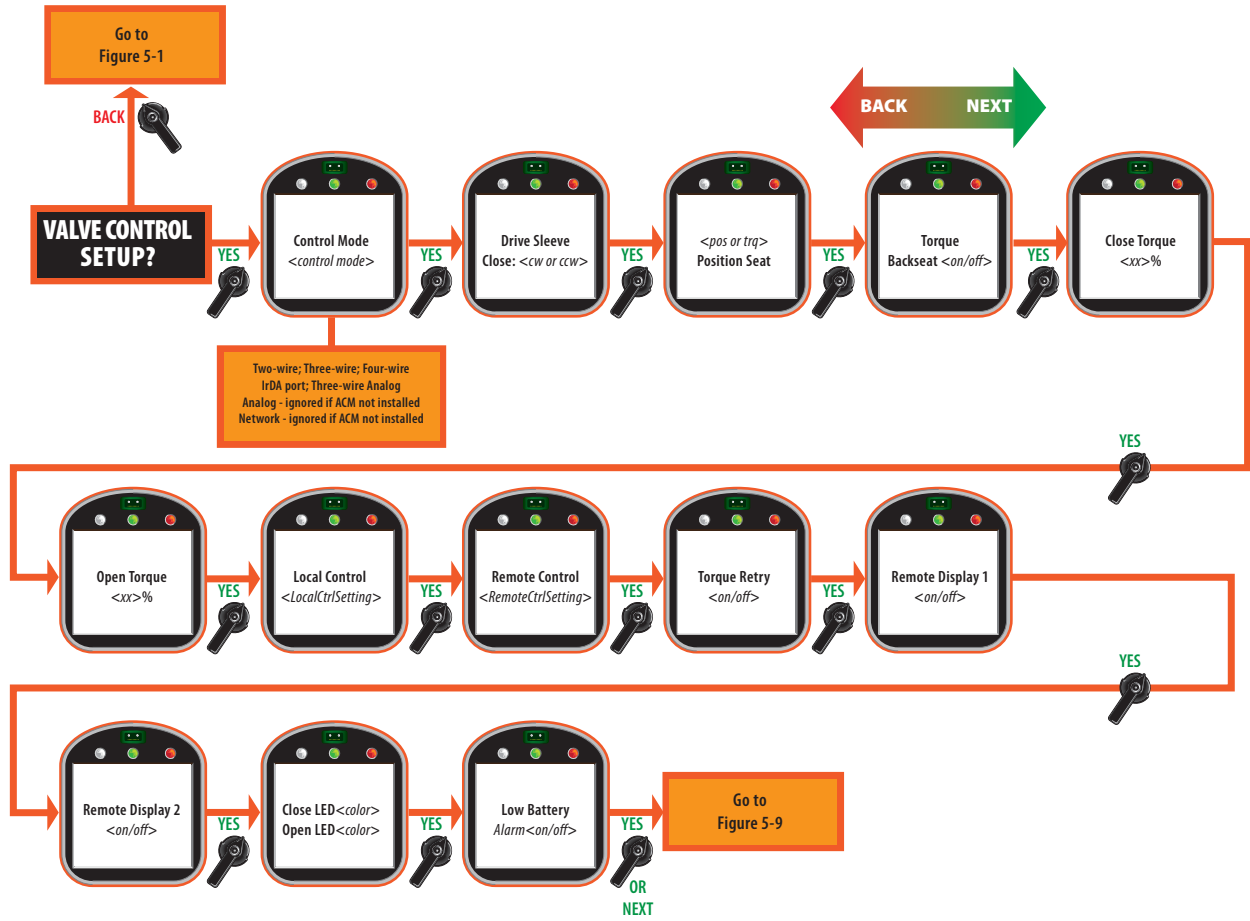 Go to
Figure 5-1
BACK
BACK NEXT
VALVE CONTROL
SETUP?
YES
Control Mode
<control mode>
YES
Drive Sleeve
Close: <cw or ccw>
YES
<pos or trq>
Position Seat
YES
Torque
Backseat <on/off>
YES
Close Torque
<xx>%
Two-wire; Three-wire; Four-wire
IrDA port; Three-wire Analog
Analog - ignored if ACM not installed
Network - ignored if ACM not installed
YES
Open Torque
<xx>%
YES
Local Control
<LocalCtrlSetting>
YES
Remote Control
<RemoteCtrlSetting>
YES
Torque Retry
<on/off>
YES
Remote Display 1
<on/off>
YES
Remote Display 2
<on/off>
YES
Close LED<color>
Open LED<color>
YES
Low Battery
Alarm<on/off>
YES
OR
NEXT
Go to
Figure 5-9